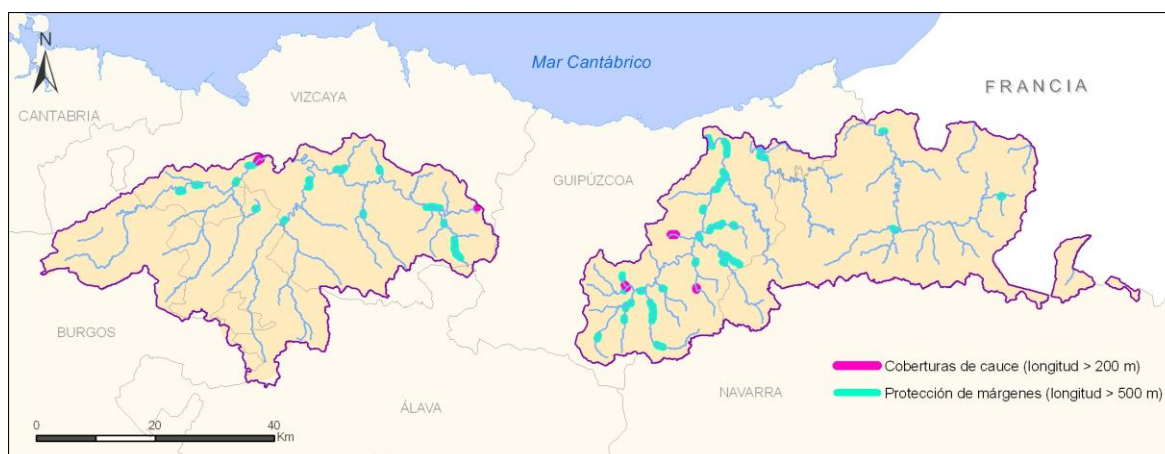 N
Mar Cantábrico
FRANCIA
VIZCAYA
CANTABRIA
GUIPÚZCOA
BURGOS
Coberturas de cauce (longitud > 200 m)
NAVARRA
Protección de márgenes (longitud > 500 m)
ÁLAVA
0 20 40
Km